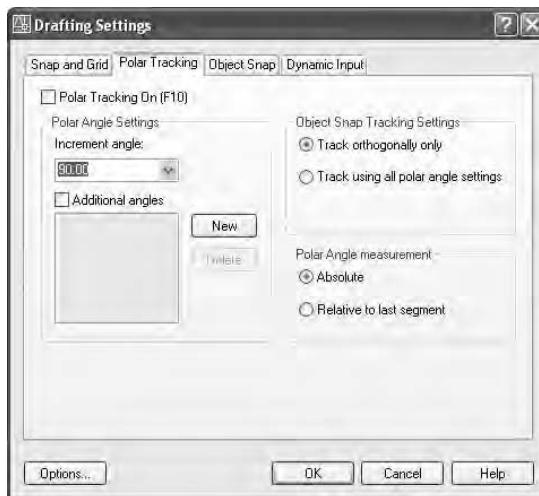 Drafting Settings
Snap and Grid
Polar Tracking
Object Snap
Dynamic Input
Polar Tracking On (F10)
Polar Angle Settings
Increment angle:
90.00
Additional angles
New
Delete
Object Snap Tracking Settings
Track orthogonally only
Track using all polar angle settings
Polar Angle measurement
Absolute
Relative to last segment
Options...
OK
Cancel
Help